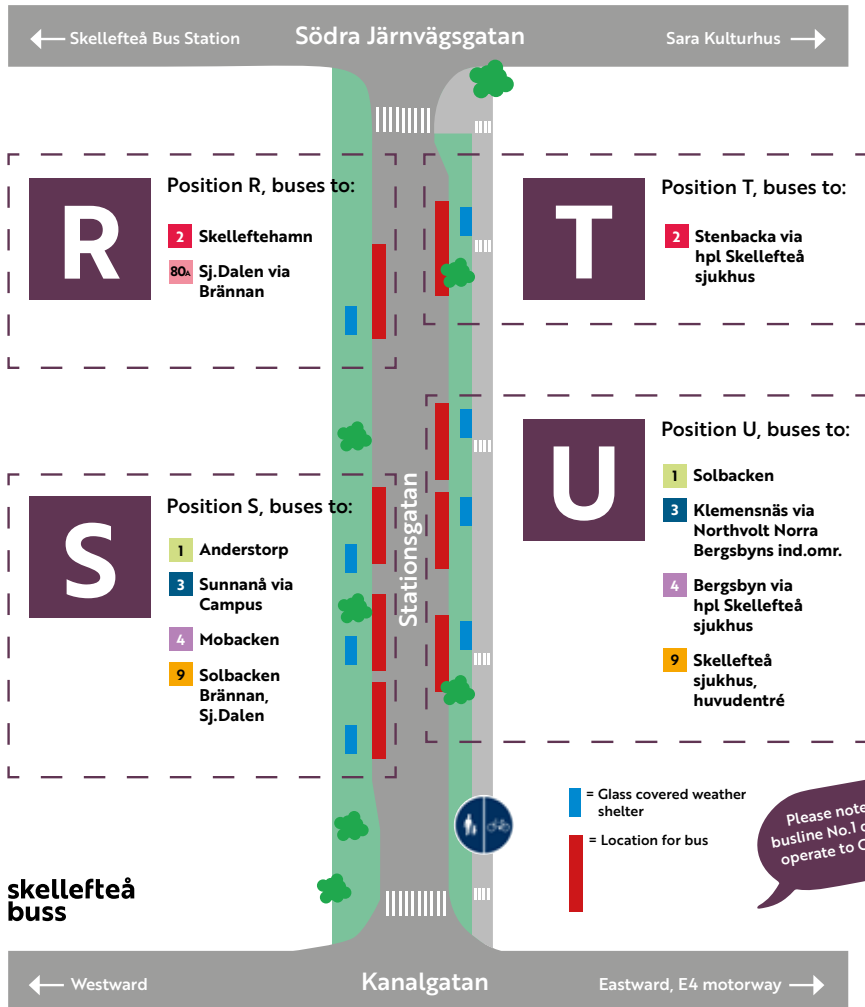 Skellefteå Bus Station
Södra Järnvägsgatan
Sara Kulturhus
R
Position R, buses to:
2 Skelleftehamn
80A Sj.Dalen via
Brännan
T
Position T, buses to:
2 Stenbacka via
hpl Skellefteå
sjukhus
S
Position S, buses to:
1 Anderstorp
3 Sunnanå via
Campus
4 Mobacken
9 Solbacken
Brännan,
Sj.Dalen
Stationsgatan
U
Position U, buses to:
1 Solbacken
3 Klemensnäs via
Northvolt Norra
Bergsbyns ind.omr.
4 Bergsbyn via
hpl Skellefteå
sjukhus
9 Skellefteå
sjukhus,
huvudentré
= Glass covered weather
shelter
= Location for bus
Please note
busline No.1
operate to
skellefteå
buss
Westward
Kanalgatan
Eastward, E4 motorway